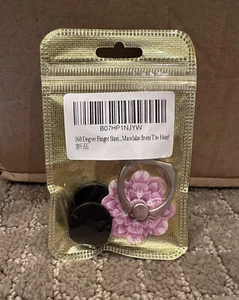 B07HP1NJYW
360 Degree Finger Stan...Mandalas from The Heart
新品